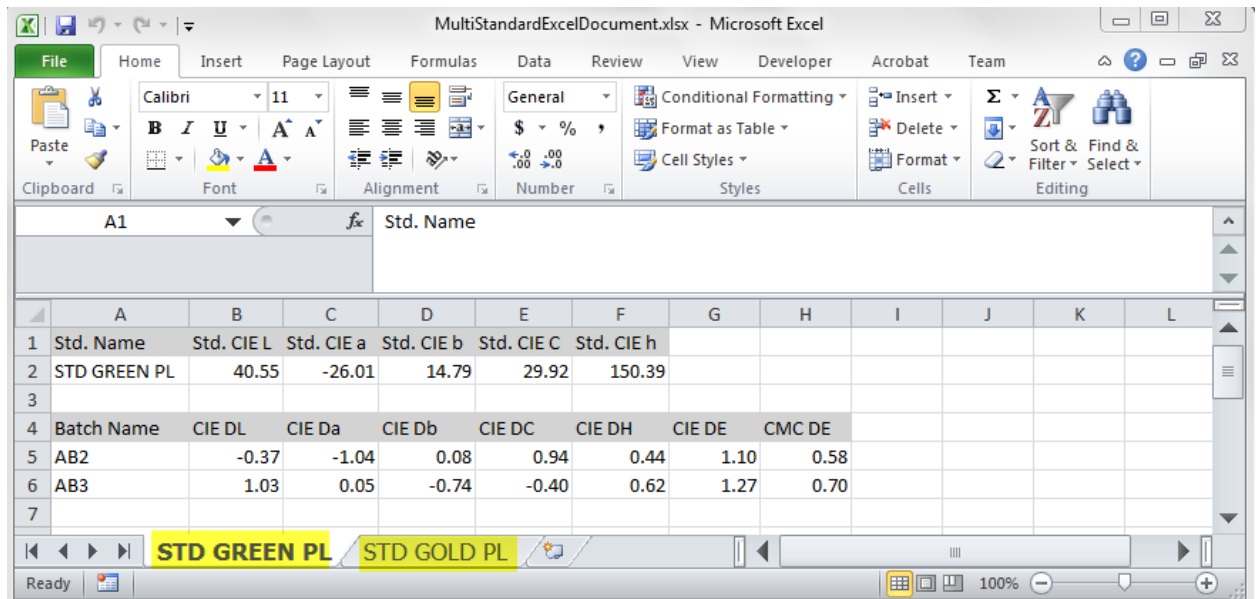 MultiStandardExcelDocument.xlsx - Microsoft Excel
File Home Insert Page Layout Formulas Data Review View Developer Acrobat Team
Calibri 11 General Conditional Formatting Insert Σ
Paste B I U A A $ % , Format as Table Delete Sort & Filter Find & Select
A .00 .0 Cell Styles Format
Clipboard Font Alignment Number Styles Cells Editing
A1 fx Std. Name
A B C D E F G H I J K L
1 Std. Name Std. CIE L Std. CIE a Std. CIE b Std. CIE C Std. CIE h
2 STD GREEN PL 40.55 -26.01 14.79 29.92 150.39
3
4 Batch Name CIE DL CIE Da CIE Db CIE DC CIE DH CIE DE CMC DE
5 AB2 -0.37 -1.04 0.08 0.94 0.44 1.10 0.58
6 AB3 1.03 0.05 -0.74 -0.40 0.62 1.27 0.70
7
STD GREEN PL STD GOLD PL
Ready 100%